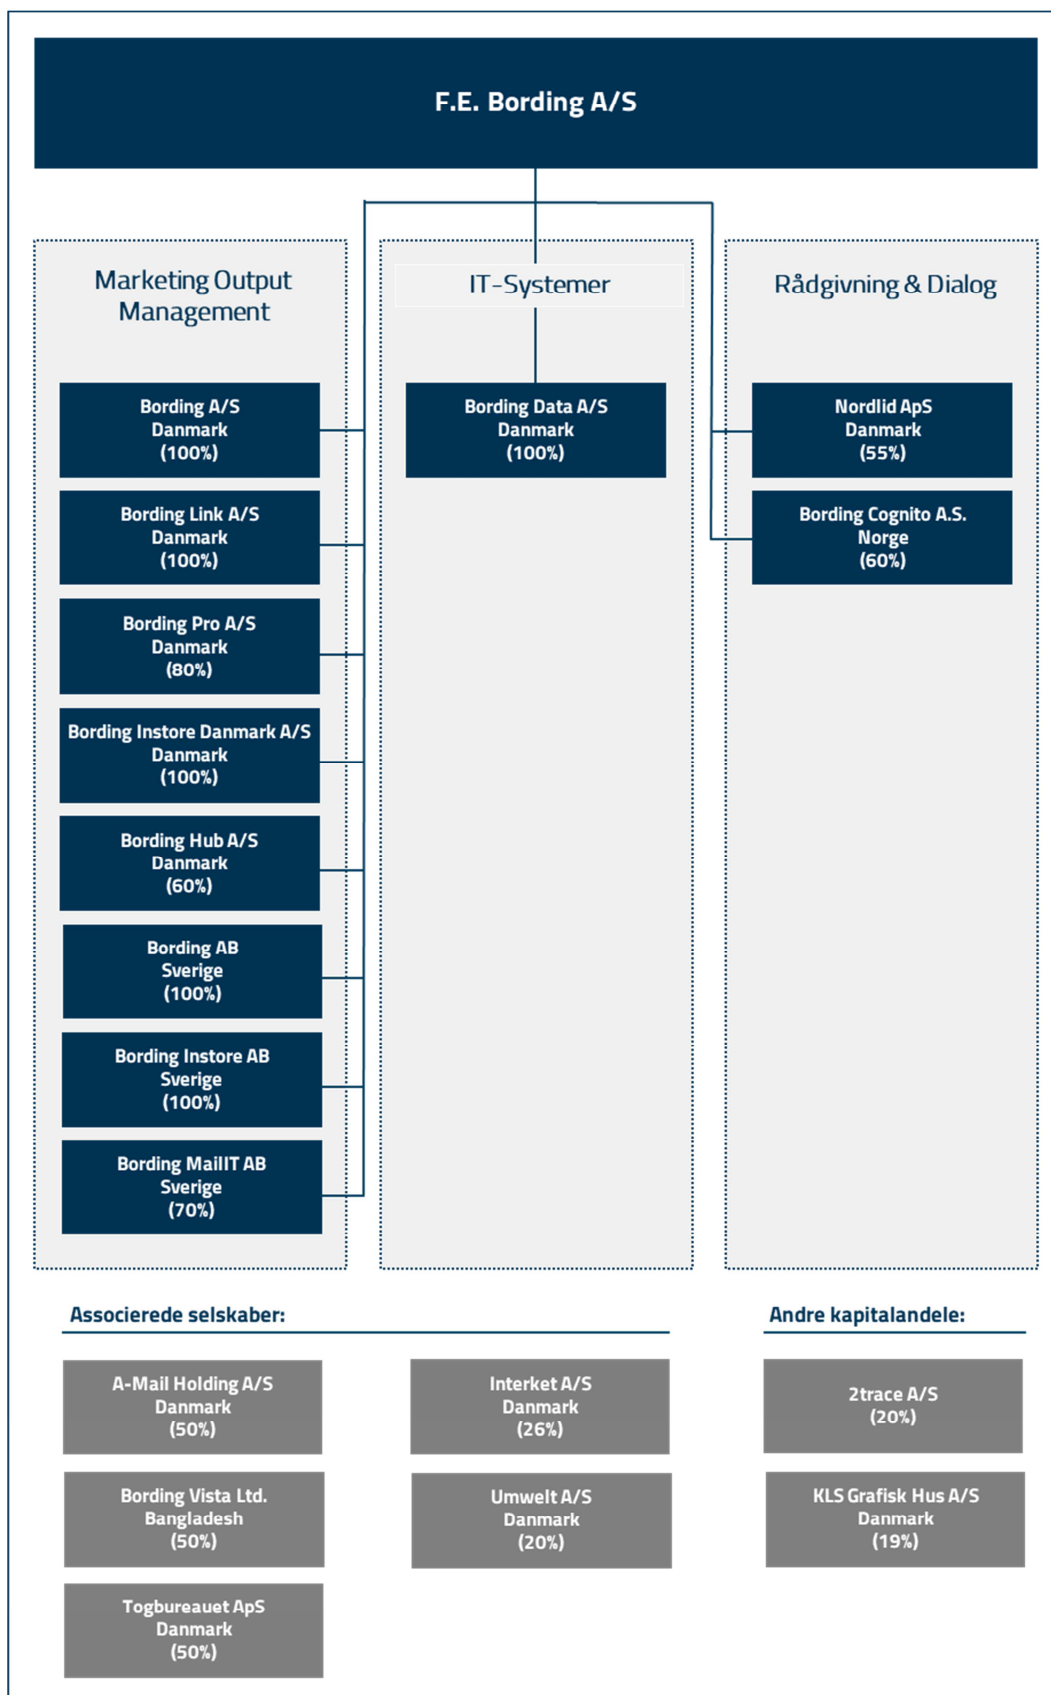 F.E. Bording A/S
Marketing Output
Management
Bording A/S
Danmark
(100%)
Bording Link A/S
Danmark
(100%)
Bording Pro A/S
Danmark
(80%)
Bording Instore Danmark A/S
Danmark
(100%)
Bording Hub A/S
Danmark
(60%)
Bording AB
Sverige
(100%)
Bording Instore AB
Sverige
(100%)
Bording MailIT AB
Sverige
(70%)
IT-Systemer
Bording Data A/S
Danmark
(100%)
Rådgivning & Dialog
Nordlid ApS
Danmark
(55%)
Bording Cognito A.S.
Norge
(60%)
Associerede selskaber:
A-Mail Holding A/S
Danmark
(50%)
Bording Vista Ltd.
Bangladesh
(50%)
Togbureauet ApS
Danmark
(50%)
Interket A/S
Danmark
(26%)
Umwelt A/S
Danmark
(20%)
Andre kapitalandele:
2trace A/S
(20%)
KLS Grafisk Hus A/S
Danmark
(19%)